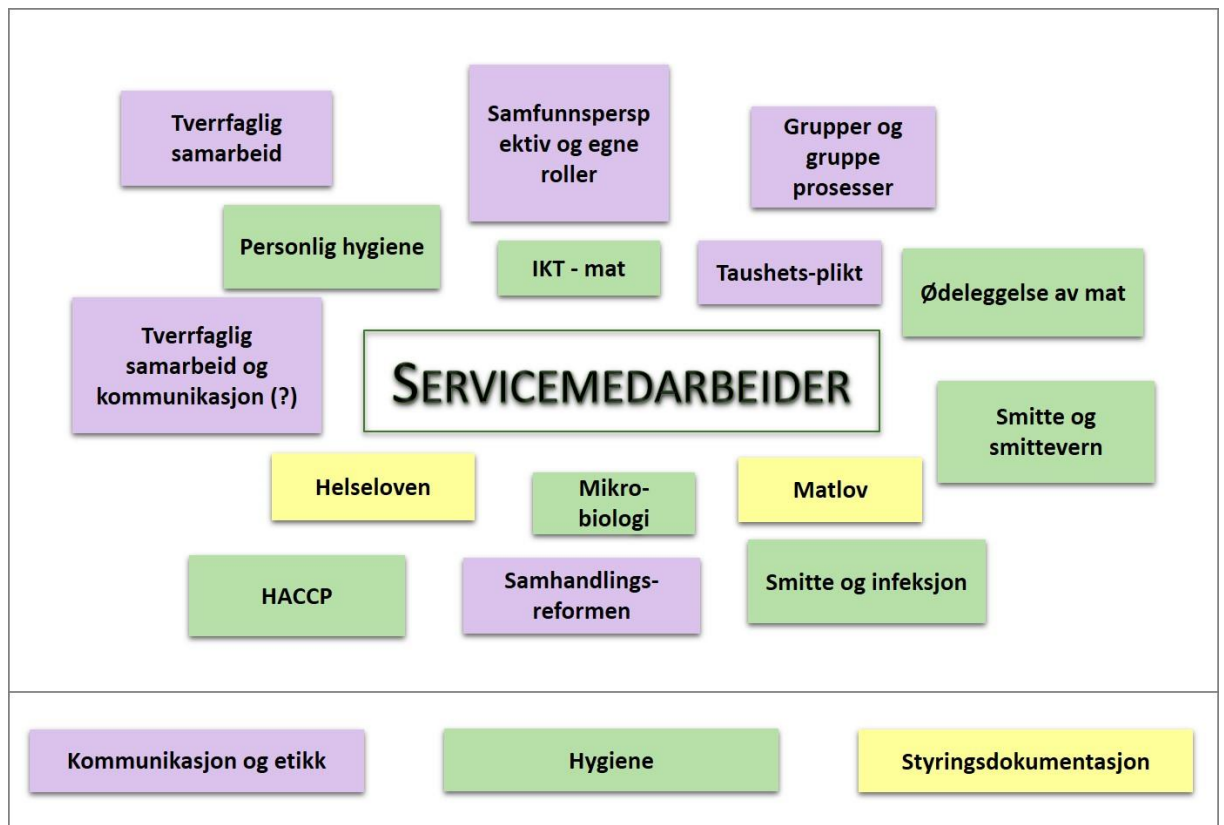 Tverrfaglig
samarbeid
Samfunnspersp
ektiv og egne
roller
Grupper og
gruppe
prosesser
Personlig hygiene
IKT - mat
Taushets-plikt
Ødeleggelse av mat
Tverrfaglig
samarbeid og
kommunikasjon (?)
SERVICEMEDARBEIDER
Smitte og
smittevern
Helseloven
Mikro-
biologi
Matlov
HACCP
Samhandlings-
reformen
Smitte og infeksjon
Kommunikasjon og etikk
Hygiene
Styringsdokumentasjon